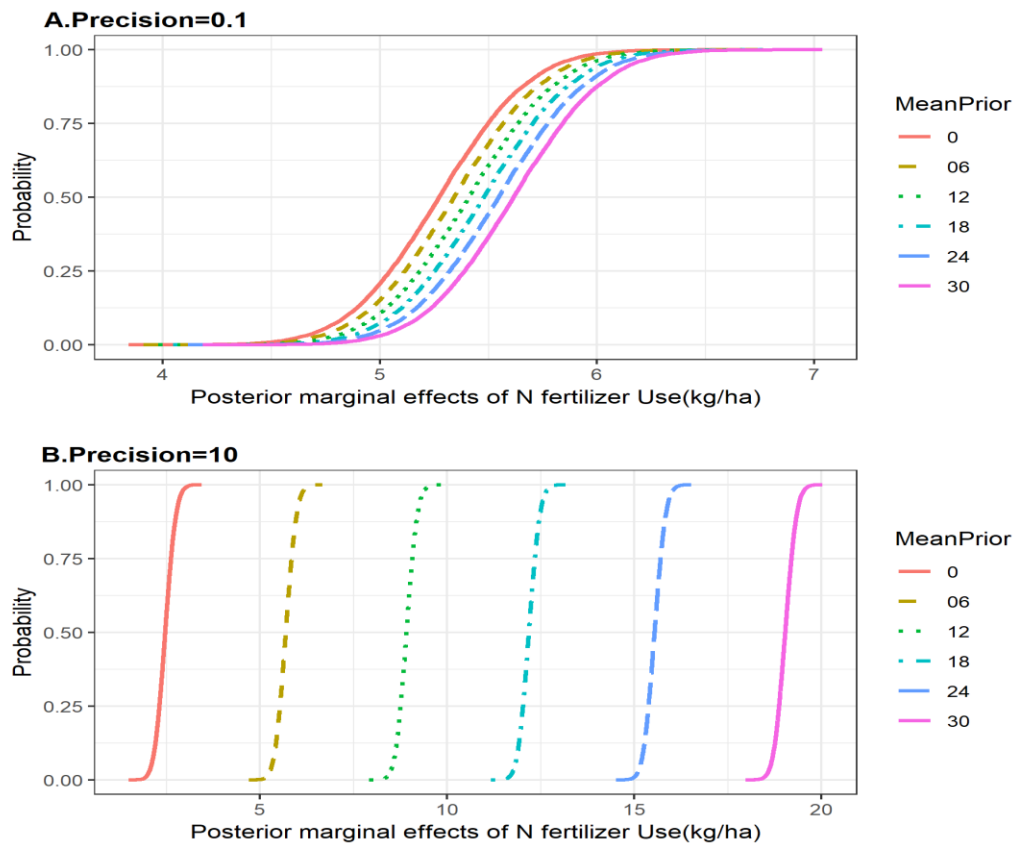 A.Precision=0.1
1.00
0.75
0.50
0.25
0.00
Probability
4 5 6 7
Posterior marginal effects of N fertilizer Use(kg/ha)
MeanPrior
0
06
12
18
24
30
B.Precision=10
1.00
0.75
0.50
0.25
0.00
Probability
5 10 15 20
Posterior marginal effects of N fertilizer Use(kg/ha)
MeanPrior
0
06
12
18
24
30